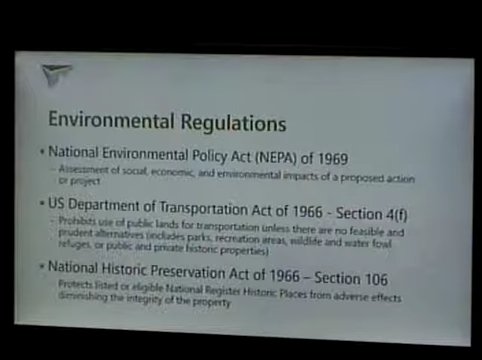 Environmental Regulations
• National Environmental Policy Act (NEPA) of 1969
- Assessment of social, economic, and environmental impacts of a proposed action
or project
• US Department of Transportation Act of 1966 - Section 4(f)
- Prohibits use of public lands for transportation unless there are no feasible and
prudent alternatives (includes parks, recreation areas, wildlife and water fowl
refuges, or public and private historic properties)
• National Historic Preservation Act of 1966 – Section 106
- Protects listed or eligible National Register Historic Places from adverse effects
diminishing the integrity of the property